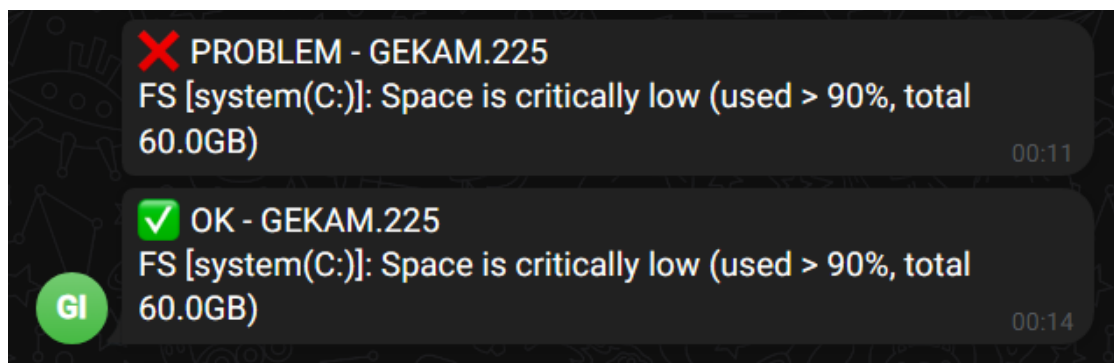 ❌ PROBLEM - GEKAM.225
FS [system(C:)]: Space is critically low (used > 90%, total
60.0GB)
00:11
✅ OK - GEKAM.225
FS [system(C:)]: Space is critically low (used > 90%, total
60.0GB)
GI
00:14